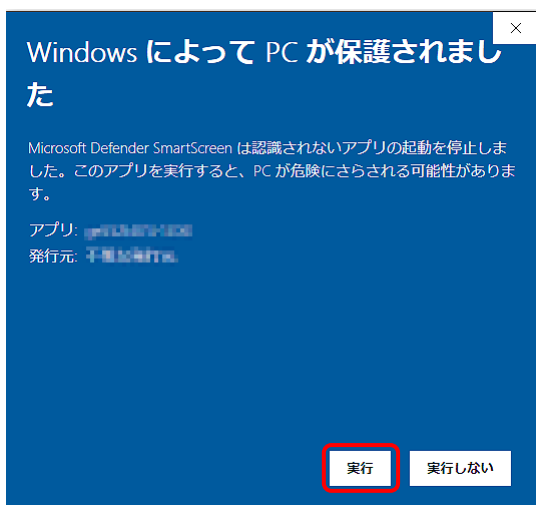 Windows によって PC が保護されまし
た
Microsoft Defender SmartScreen は認識されないアプリの起動を停止しま
した。このアプリを実行すると、PC が危険にさらされる可能性がありま
す。
アプリ:
発行元:
実行 実行しない